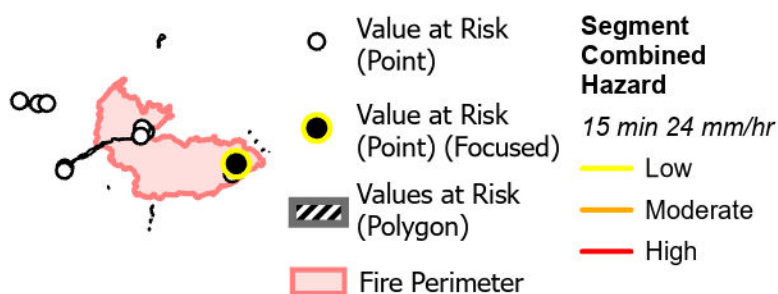 Value at Risk
(Point)
Value at Risk
(Point) (Focused)
Values at Risk
(Polygon)
Fire Perimeter
Segment
Combined
Hazard
15 min 24 mm/hr
Low
Moderate
High